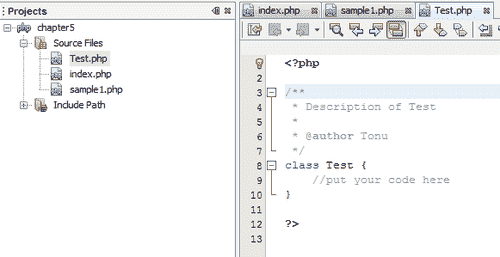 Projects
chapter5
Source Files
Test.php
index.php
sample1.php
Include Path
index.php
sample1.php
Test.php
1 <?php
2
3 /**
4 * Description of Test
5 *
6 * @author Tonu
7 */
8 class Test {
9 //put your code here
10 }
11
12 ?>
13